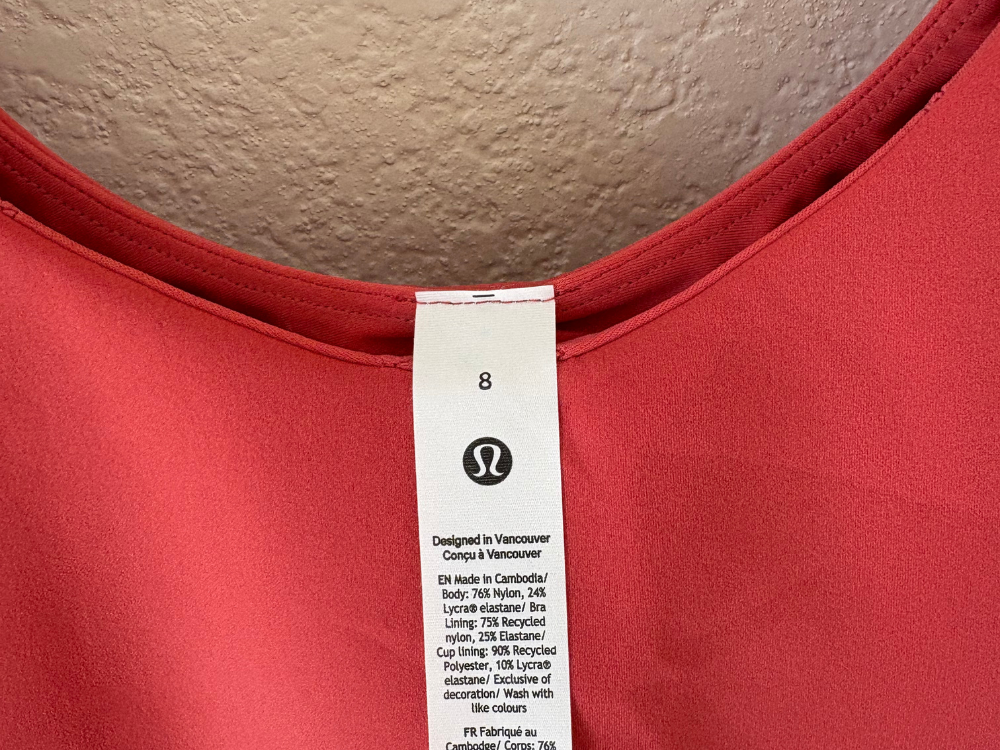 8
Designed in Vancouver
Conçu à Vancouver
EN Made in Cambodia/
Body: 76% Nylon, 24%
Lycra® elastane/ Bra
Lining: 75% Recycled
nylon, 25% Elastane/
Cup lining: 90% Recycled
Polyester, 10% Lycra®
elastane/ Exclusive of
decoration/ Wash with
like colours
FR Fabriqué au
Cambodge/ Corps: 76%